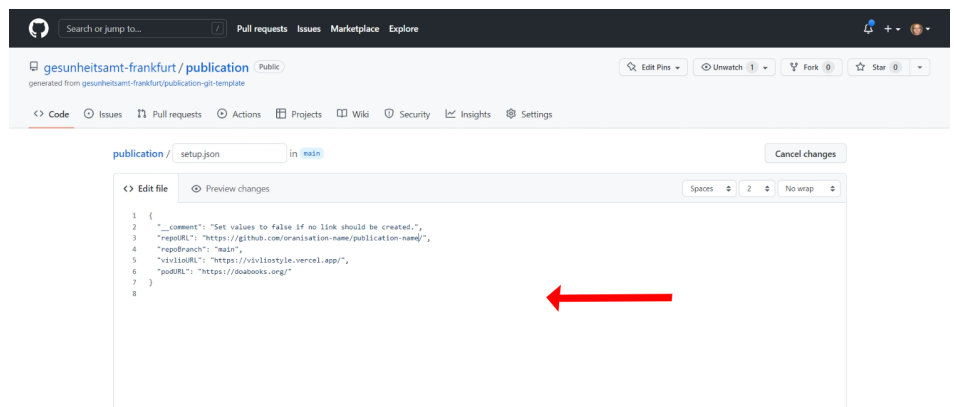 Search or jump to... /
Pull requests Issues Marketplace Explore
gesunheitsamt-frankfurt / publication Public
Edit Pins Unwatch 1 Fork 0 Star 0
generated from gesunheitsamt-frankfurt/publication-git-template
<> Code Issues Pull requests Actions Projects Wiki Security Insights Settings
publication / setup.json in main Cancel changes
<> Edit file Preview changes Spaces 2 No wrap
1 {
2 "__comment": "Set values to false if no link should be created.",
3 "repoURL": "https://github.com/oranisation-name/publication-name/",
4 "repoBranch": "main",
5 "vivlioURL": "https://vivliostyle.vercel.app/",
6 "podURL": "https://doabooks.org/"
7 }
8